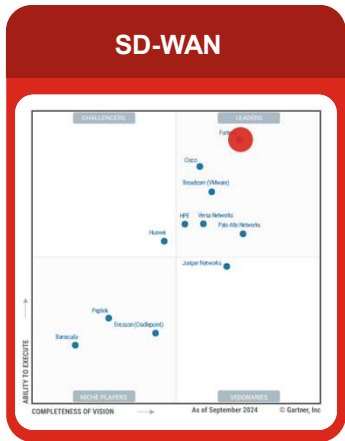 SD-WAN
CHALLENGERS
LEADERS
Cisco
Broadcom (VMware)
HPE
Versa Networks
Palo Alto Networks
Huawei
Juniper Networks
Peplink
Ericsson (Cradlepoint)
Barracuda
ABILITY TO EXECUTE
NICHE PLAYERS
VISIONARIES
COMPLETENESS OF VISION
As of September 2024
© Gartner, Inc